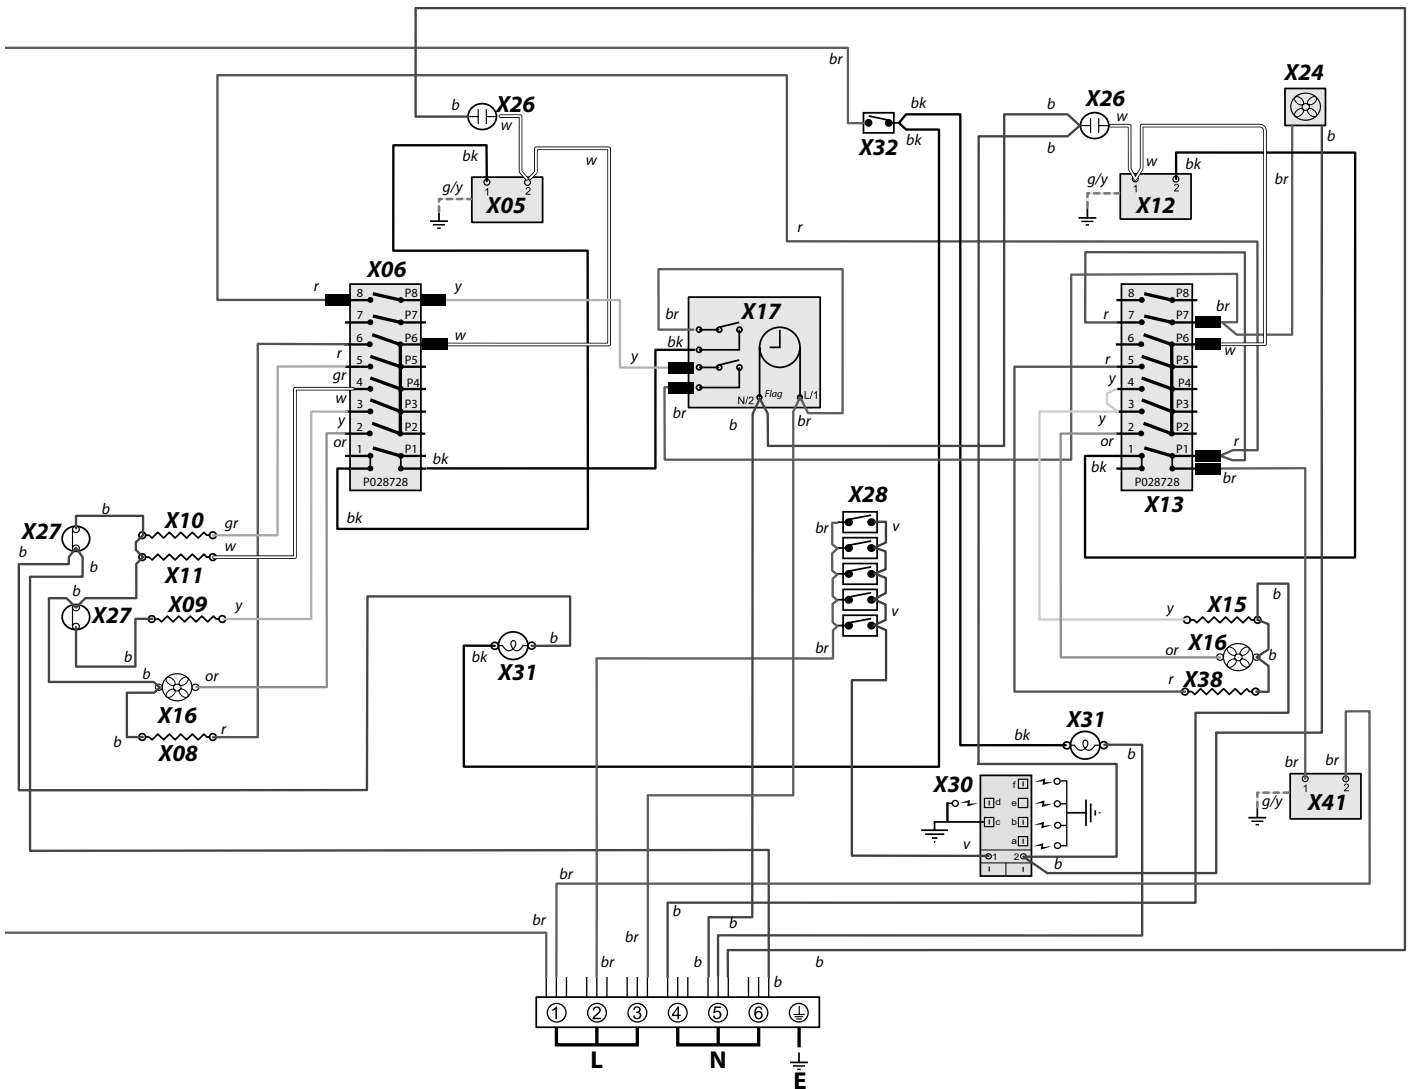 br
X24
b X26
w
bk
X32
bk
b X26 w
b
b
bk
w
g/y
1 2
X05
w bk
g/y
1 2
X12
br
r
X06
r 8 P8 y
7 P7
6 P6 w
r 5 P5
gr 4 P4
w 3 P3
y 2 P2
or 1 P1
bk
P028728
bk
X17
br
bk
y
br
N/2 Flag L/1
b br
8 P8
r 7 P7 br
6 P6 w
r 5 P5
y 4 P4
3 P3
y 2 P2
or 1 P1 r
bk br
P028728
X13
X28
br v
v
br
X27
b
b
b
X10 gr
w
X11
b
X27
X09 y
b
b or
X16
b r
X08
bk b
X31
y X15 b
or X16 b
r X38
X31
bk b
X30
f
d e
c b
a
v 1 2 b
br br
1 2
g/y X41
br
br
b
b
br
br
b
b
b
1 2 3 4 5 6
L N
E